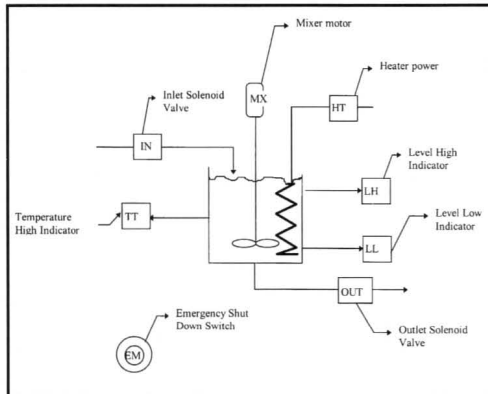 Mixer motor
Heater power
MX
HT
Inlet Solenoid
Valve
IN
Level High
Indicator
LH
Temperature
High Indicator
TT
Level Low
Indicator
LL
OUT
Outlet Solenoid
Valve
Emergency Shut
Down Switch
EM